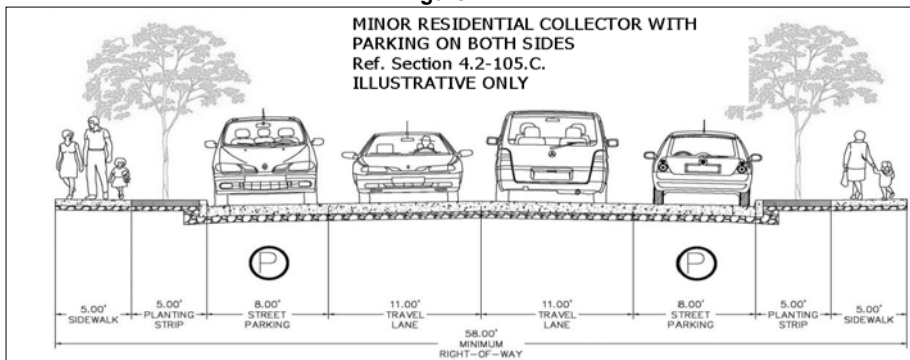 MINOR RESIDENTIAL COLLECTOR WITH
PARKING ON BOTH SIDES
Ref. Section 4.2-105.C.
ILLUSTRATIVE ONLY
P
P
5.00'
SIDEWALK
5.00'
PLANTING
STRIP
8.00'
STREET
PARKING
11.00'
TRAVEL
LANE
11.00'
TRAVEL
LANE
8.00'
STREET
PARKING
5.00'
PLANTING
STRIP
5.00'
SIDEWALK
58.00'
MINIMUM
RIGHT-OF-WAY